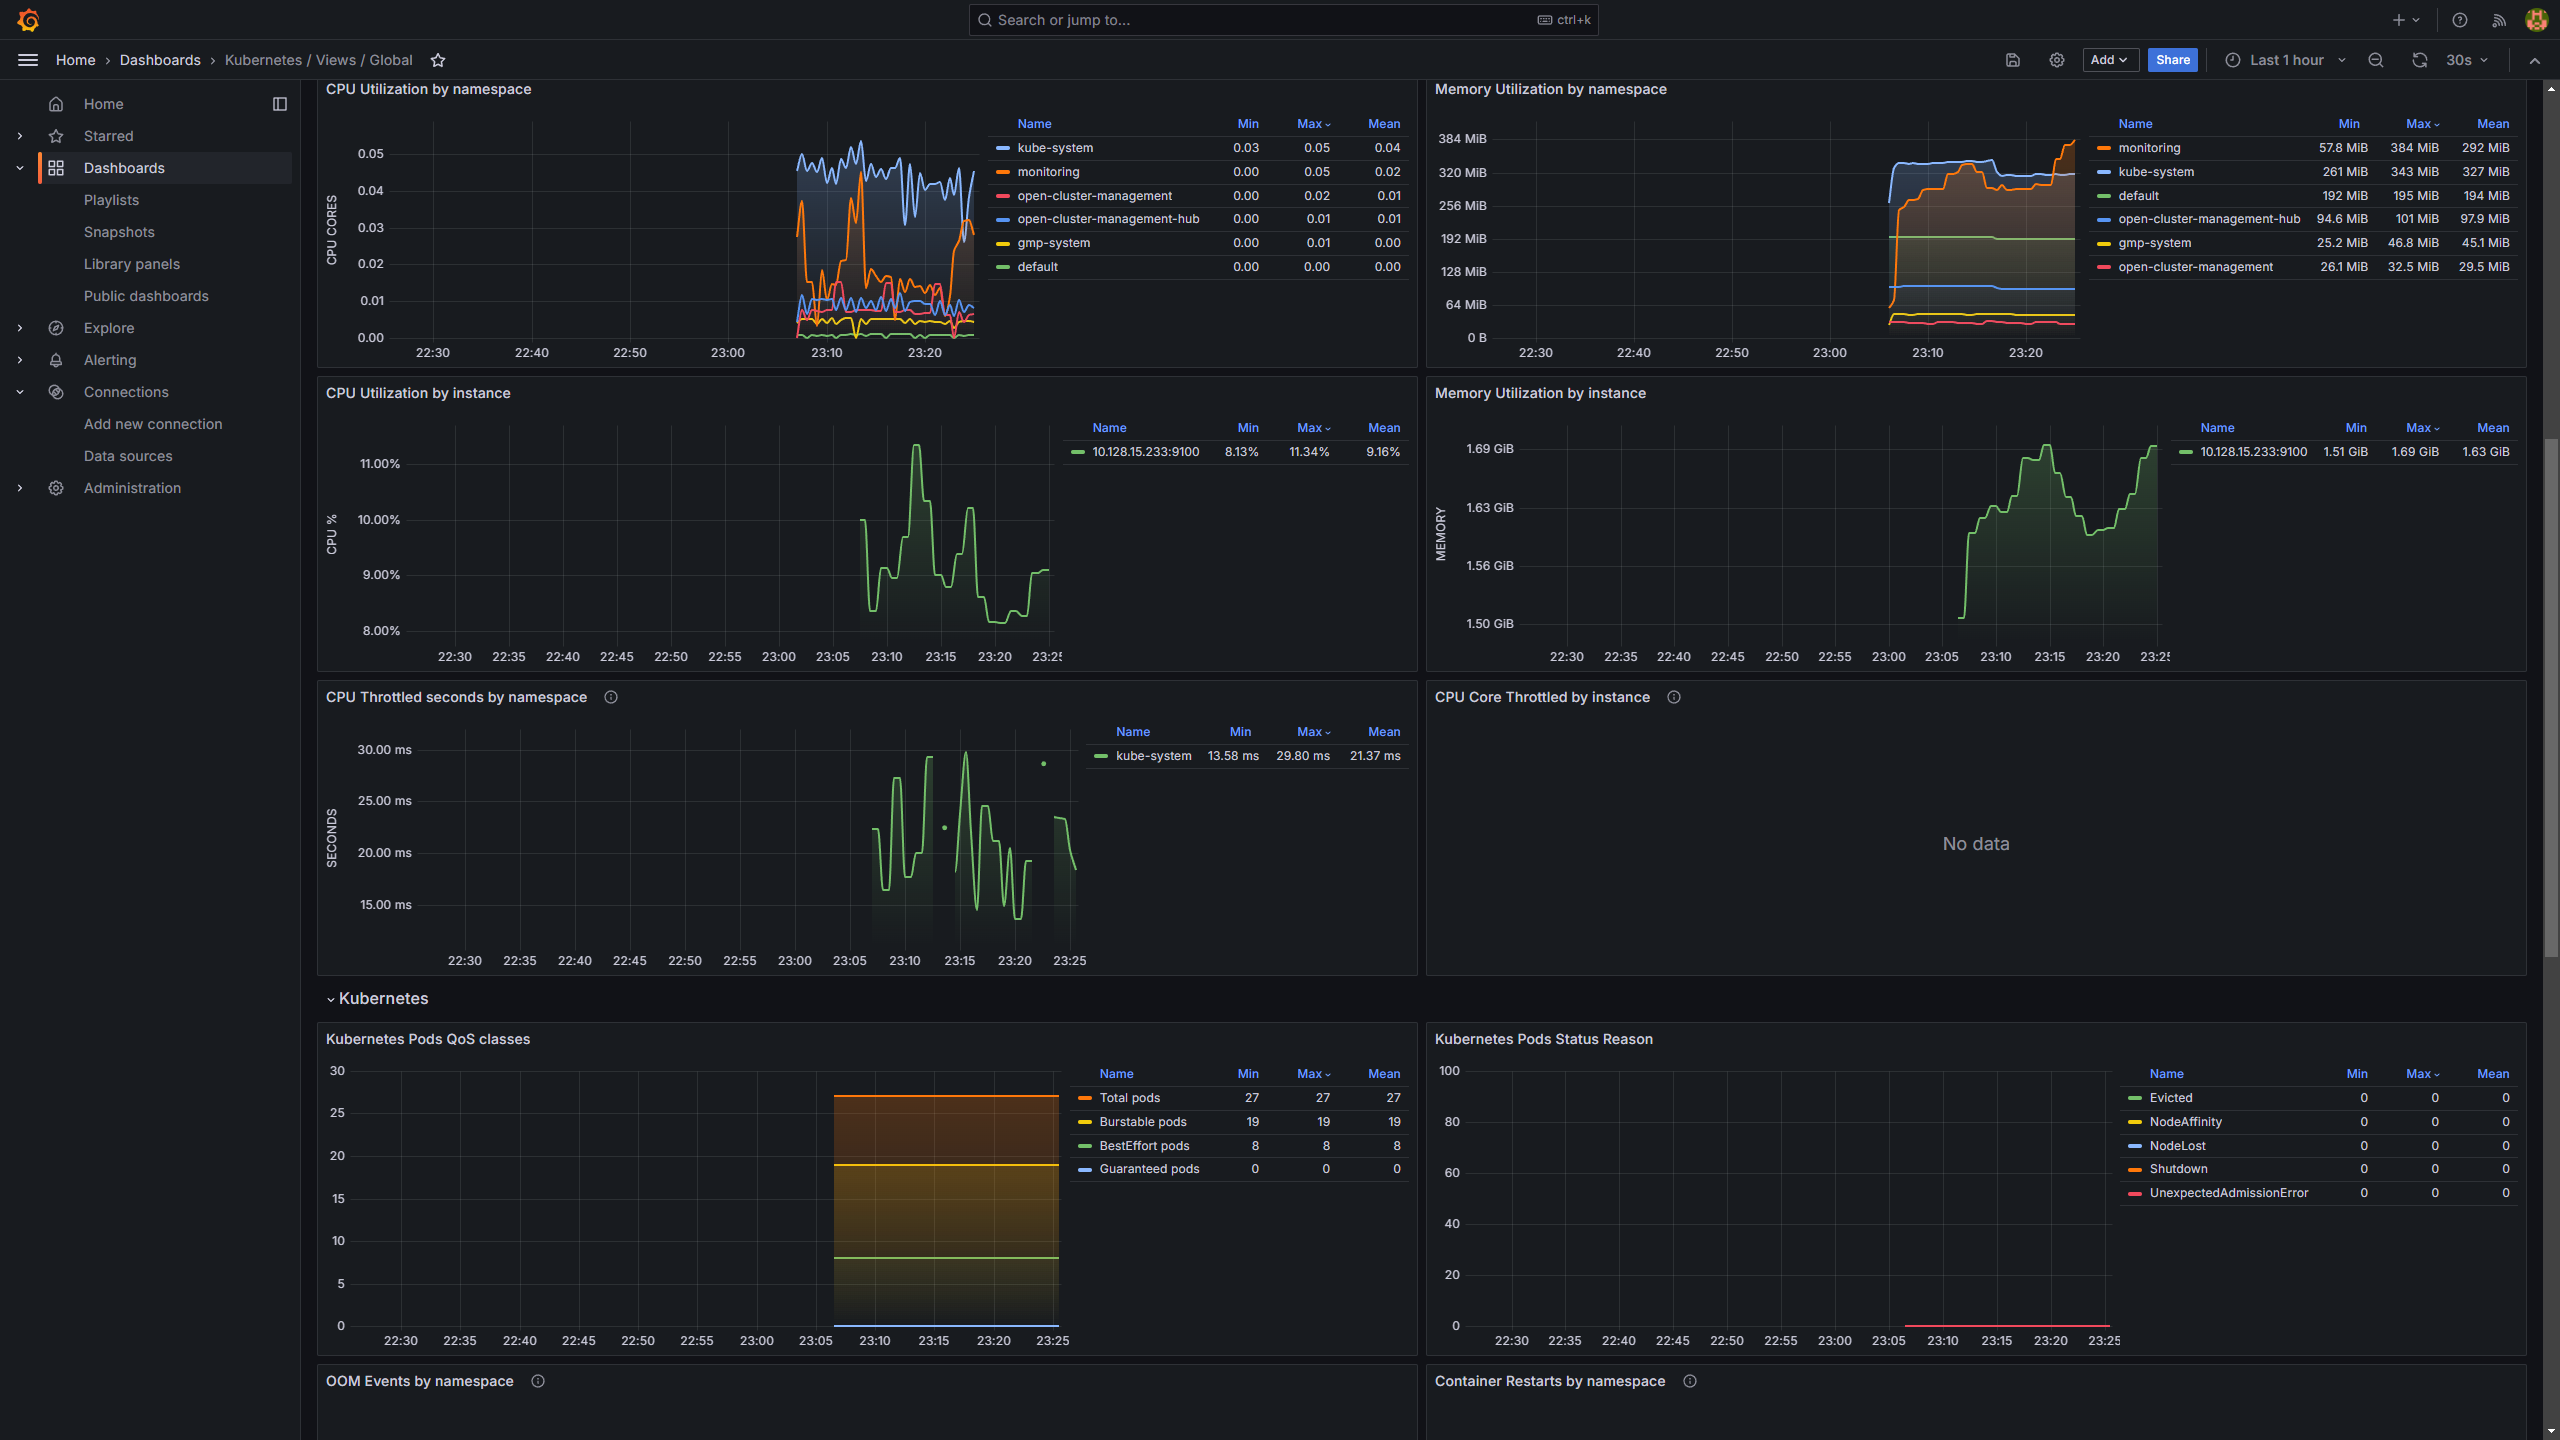 Search or jump to...
ctrl+k
Home › Dashboards › Kubernetes / Views / Global
Add
Share
Last 1 hour
30s
Home
Starred
Dashboards
Playlists
Snapshots
Library panels
Public dashboards
Explore
Alerting
Connections
Add new connection
Data sources
Administration
CPU Utilization by namespace
CPU CORES
0.05
0.04
0.03
0.02
0.01
0.00
22:30 22:40 22:50 23:00 23:10 23:20
Name Min Max Mean
kube-system 0.03 0.05 0.04
monitoring 0.00 0.05 0.02
open-cluster-management 0.00 0.02 0.01
open-cluster-management-hub 0.00 0.01 0.01
gmp-system 0.00 0.01 0.00
default 0.00 0.00 0.00
Memory Utilization by namespace
384 MiB
320 MiB
256 MiB
192 MiB
128 MiB
64 MiB
0 B
22:30 22:40 22:50 23:00 23:10 23:20
Name Min Max Mean
monitoring 57.8 MiB 384 MiB 292 MiB
kube-system 261 MiB 343 MiB 327 MiB
default 192 MiB 195 MiB 194 MiB
open-cluster-management-hub 94.6 MiB 101 MiB 97.9 MiB
gmp-system 25.2 MiB 46.8 MiB 45.1 MiB
open-cluster-management 26.1 MiB 32.5 MiB 29.5 MiB
CPU Utilization by instance
CPU %
11.00%
10.00%
9.00%
8.00%
22:30 22:35 22:40 22:45 22:50 22:55 23:00 23:05 23:10 23:15 23:20 23:25
Name Min Max Mean
10.128.15.233:9100 8.13% 11.34% 9.16%
Memory Utilization by instance
MEMORY
1.69 GiB
1.63 GiB
1.56 GiB
1.50 GiB
22:30 22:35 22:40 22:45 22:50 22:55 23:00 23:05 23:10 23:15 23:20 23:25
Name Min Max Mean
10.128.15.233:9100 1.51 GiB 1.69 GiB 1.63 GiB
CPU Throttled seconds by namespace
SECONDS
30.00 ms
25.00 ms
20.00 ms
15.00 ms
22:30 22:35 22:40 22:45 22:50 22:55 23:00 23:05 23:10 23:15 23:20 23:25
Name Min Max Mean
kube-system 13.58 ms 29.80 ms 21.37 ms
CPU Core Throttled by instance
No data
Kubernetes
Kubernetes Pods QoS classes
30
25
20
15
10
5
0
22:30 22:35 22:40 22:45 22:50 22:55 23:00 23:05 23:10 23:15 23:20 23:25
Name Min Max Mean
Total pods 27 27 27
Burstable pods 19 19 19
BestEffort pods 8 8 8
Guaranteed pods 0 0 0
Kubernetes Pods Status Reason
100
80
60
40
20
0
22:30 22:35 22:40 22:45 22:50 22:55 23:00 23:05 23:10 23:15 23:20 23:25
Name Min Max Mean
Evicted 0 0 0
NodeAffinity 0 0 0
NodeLost 0 0 0
Shutdown 0 0 0
UnexpectedAdmissionError 0 0 0
OOM Events by namespace
Container Restarts by namespace